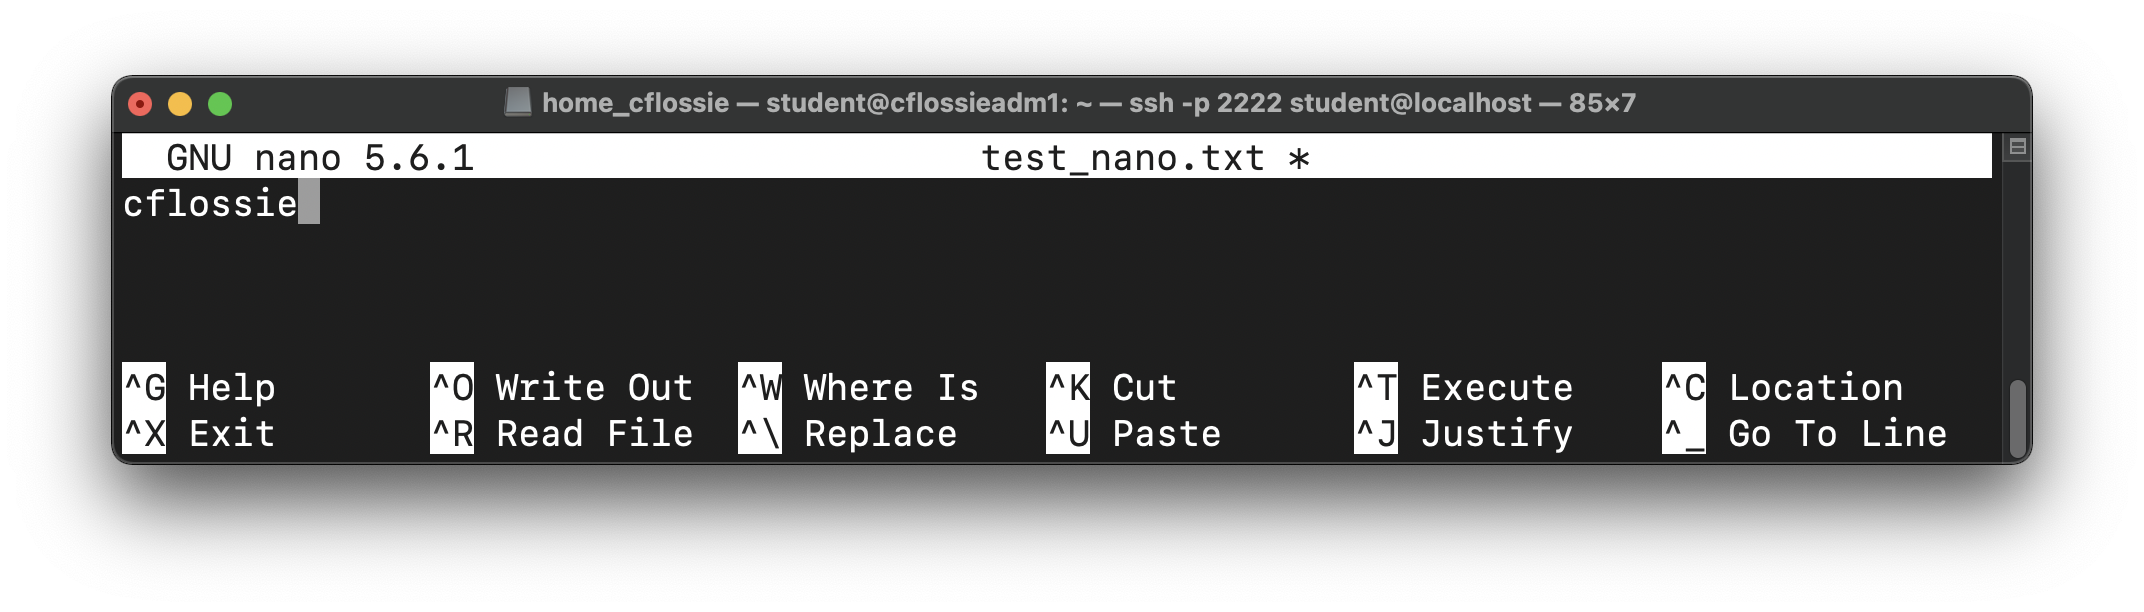 home_cflossie — student@cflossieadm1: ~ — ssh -p 2222 student@localhost — 85×7
GNU nano 5.6.1 test_nano.txt *
cflossie
^G Help ^O Write Out ^W Where Is ^K Cut ^T Execute ^C Location
^X Exit ^R Read File ^\ Replace ^U Paste ^J Justify ^_ Go To Line